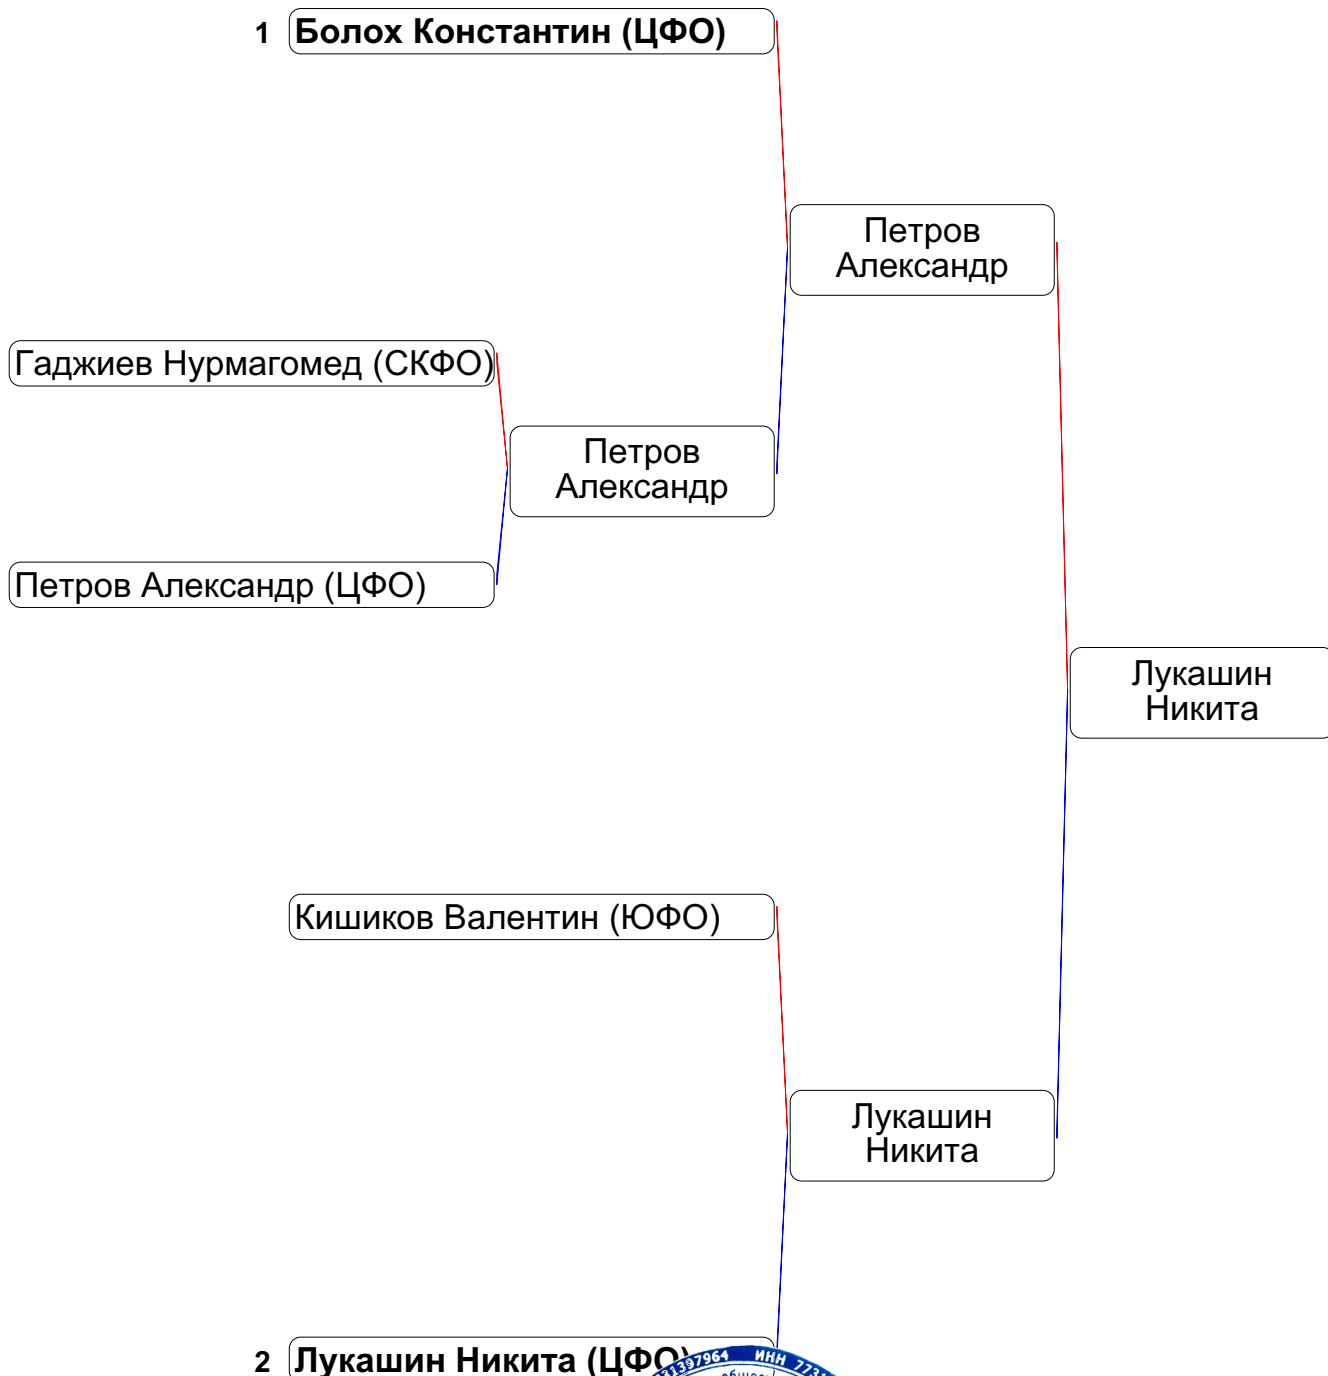 1 Болох Константин (ЦФО)
Петров
Александр
Гаджиев Нурмагомед (СКФО)
Петров
Александр
Петров Александр (ЦФО)
Лукашин
Никита
Кишиков Валентин (ЮФО)
Лукашин
Никита
2 Лукашин Никита (ЦФО)
ИНН